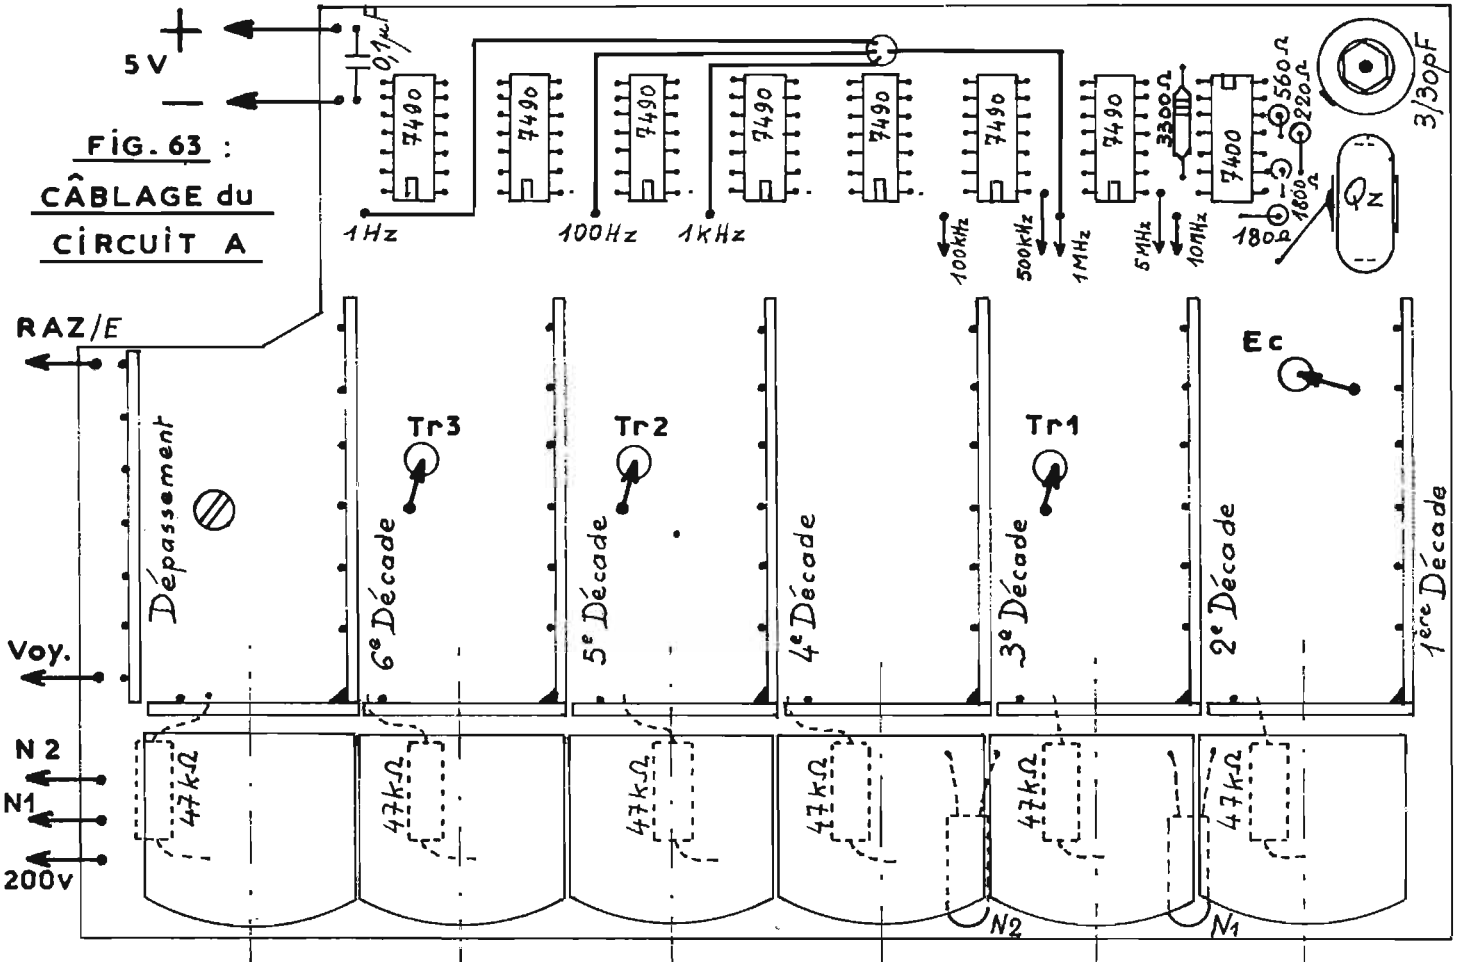 +
5V
−
0,1µF
FiG. 63 :
CÂBLAGE du
CiRCUiT A
7490
7490
7490
7490
7490
7490
7490
3300Ω
7400
560Ω
220Ω
1800Ω
180Ω
3/30pF
QN
1Hz
100Hz
1KHz
100KHz
500KHz
1MHz
5MHz
10MHz
RAZ/E
Ec
Tr3
Tr2
Tr1
Dépassement
6e Décade
5e Décade
4e Décade
3e Décade
2e Décade
1ère Décade
Voy.
N2
N1
200v
47kΩ
47kΩ
47kΩ
47kΩ
47kΩ
47kΩ
N2
N1